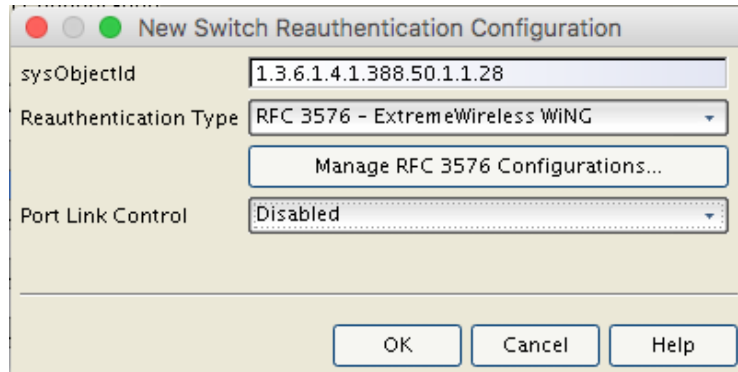 New Switch Reauthentication Configuration
sysObjectId 1.3.6.1.4.1.388.50.1.1.28
Reauthentication Type RFC 3576 - ExtremeWireless WiNG
Manage RFC 3576 Configurations...
Port Link Control Disabled
OK Cancel Help